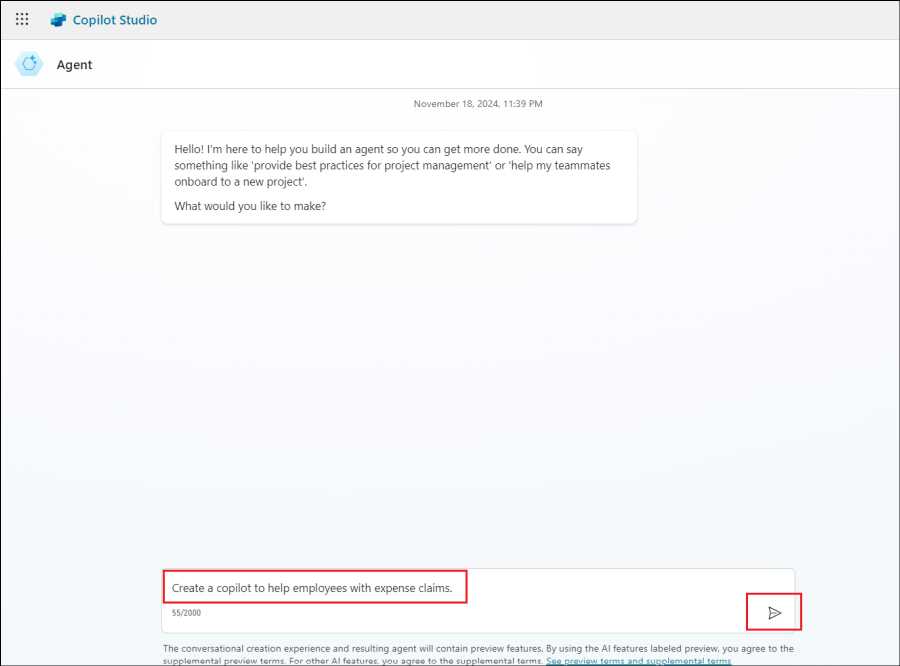 Copilot Studio
Agent
November 18, 2024, 11:39 PM
Hello! I'm here to help you build an agent so you can get more done. You can say
something like 'provide best practices for project management' or 'help my teammates
onboard to a new project'.
What would you like to make?
Create a copilot to help employees with expense claims.
55/2000
The conversational creation experience and resulting agent will contain preview features. By using the AI features labeled preview, you agree to the
supplemental preview terms. For other AI features, you agree to the supplemental terms. See preview terms and supplemental terms